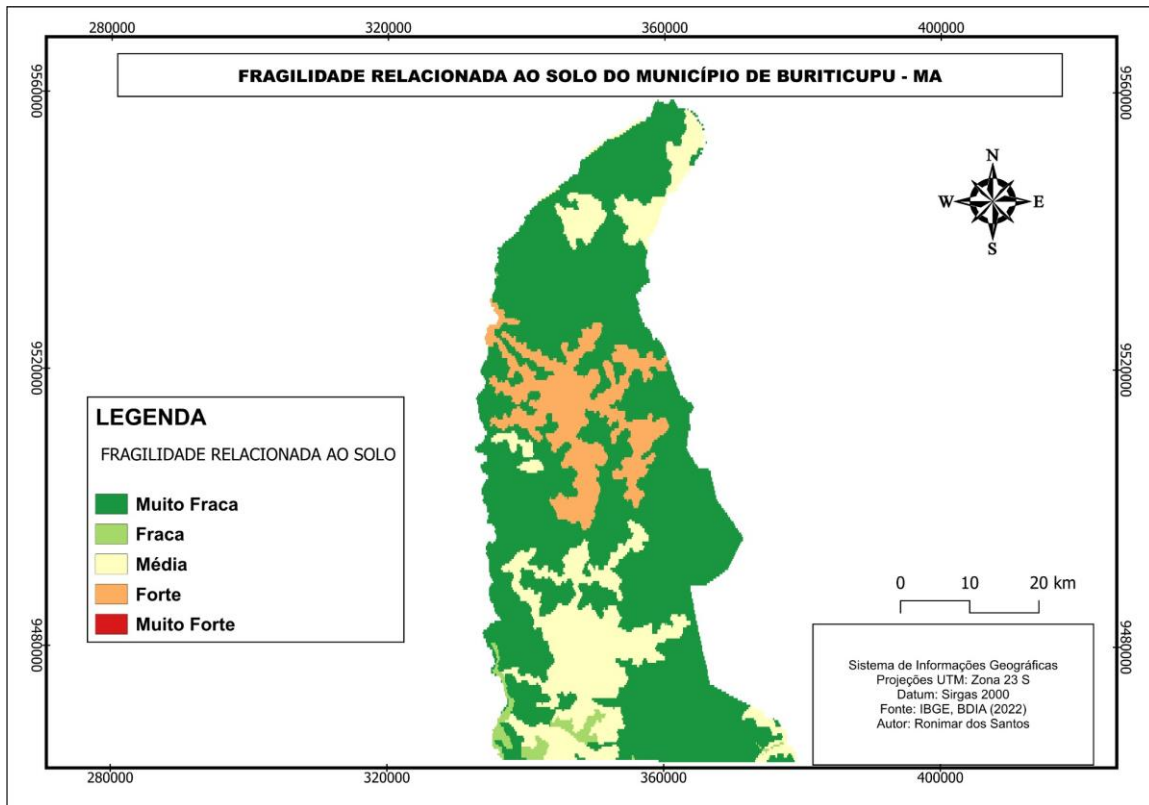 280000
320000
360000
400000
FRAGILIDADE RELACIONADA AO SOLO DO MUNICÍPIO DE BURITICUPU - MA
9560000
9560000
N
W
E
S
9520000
9520000
LEGENDA
FRAGILIDADE RELACIONADA AO SOLO
Muito Fraca
Fraca
Média
Forte
Muito Forte
0 10 20 km
9480000
9480000
Sistema de Informações Geográficas
Projeções UTM: Zona 23 S
Datum: Sirgas 2000
Fonte: IBGE, BDIA (2022)
Autor: Ronimar dos Santos
280000
320000
360000
400000